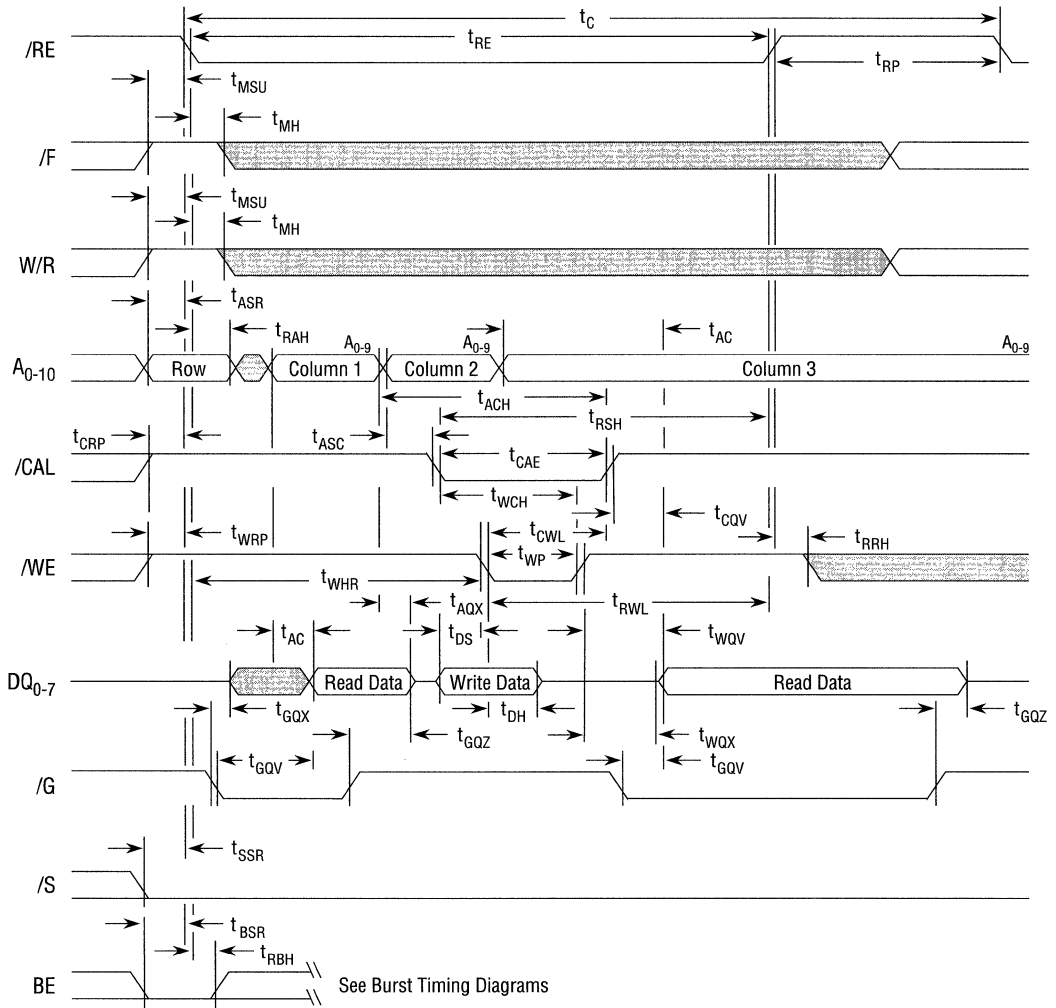 t_C
/RE
t_RE
t_RP
t_MSU
t_MH
/F
t_MSU
t_MH
W/R
t_ASR
t_RAH
A_0-9
A_0-9
t_AC
A_0-9
A_0-10
Row
Column 1
Column 2
Column 3
t_ACH
t_RSH
t_CRP
t_ASC
/CAL
t_CAE
t_WCH
t_WRP
t_CWL
t_CQV
t_RRH
/WE
t_WP
t_WHR
t_AQX
t_RWL
t_AC
t_DS
t_WQV
DQ_0-7
Read Data
Write Data
Read Data
t_GQX
t_DH
t_GQZ
t_GQZ
t_WQX
t_GQV
t_GQV
/G
t_SSR
/S
t_BSR
t_RBH
BE
See Burst Timing Diagrams